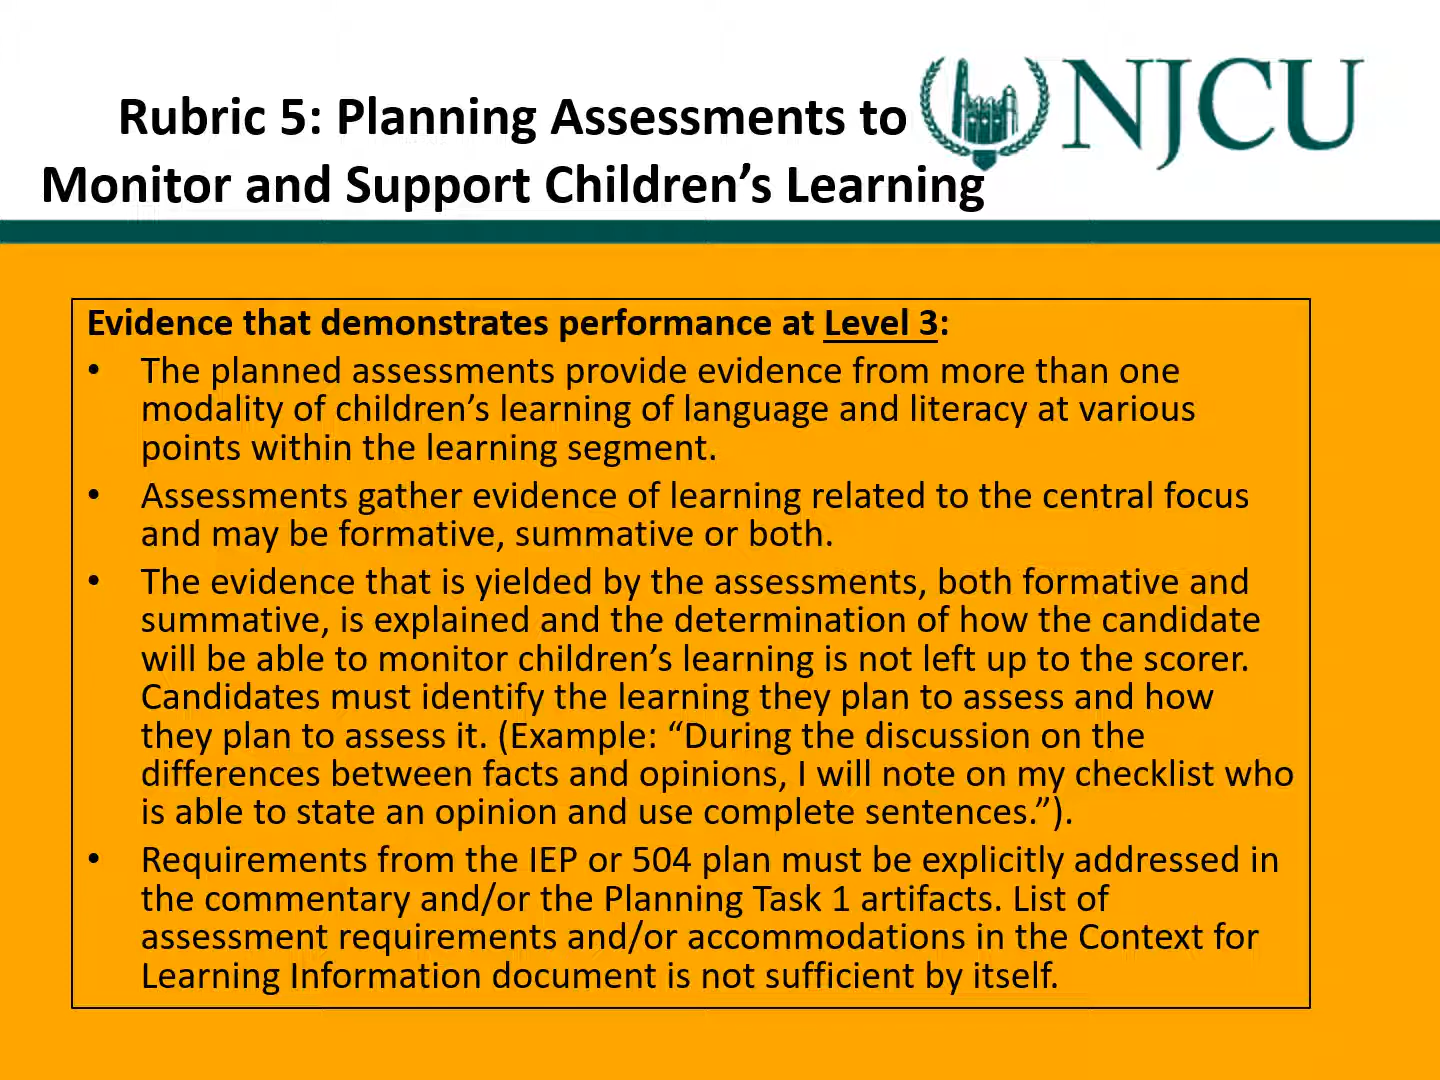 Rubric 5: Planning Assessments to
Monitor and Support Children’s Learning
NJCU
Evidence that demonstrates performance at Level 3:
• The planned assessments provide evidence from more than one
modality of children’s learning of language and literacy at various
points within the learning segment.
• Assessments gather evidence of learning related to the central focus
and may be formative, summative or both.
• The evidence that is yielded by the assessments, both formative and
summative, is explained and the determination of how the candidate
will be able to monitor children’s learning is not left up to the scorer.
Candidates must identify the learning they plan to assess and how
they plan to assess it. (Example: “During the discussion on the
differences between facts and opinions, I will note on my checklist who
is able to state an opinion and use complete sentences.”).
• Requirements from the IEP or 504 plan must be explicitly addressed in
the commentary and/or the Planning Task 1 artifacts. List of
assessment requirements and/or accommodations in the Context for
Learning Information document is not sufficient by itself.